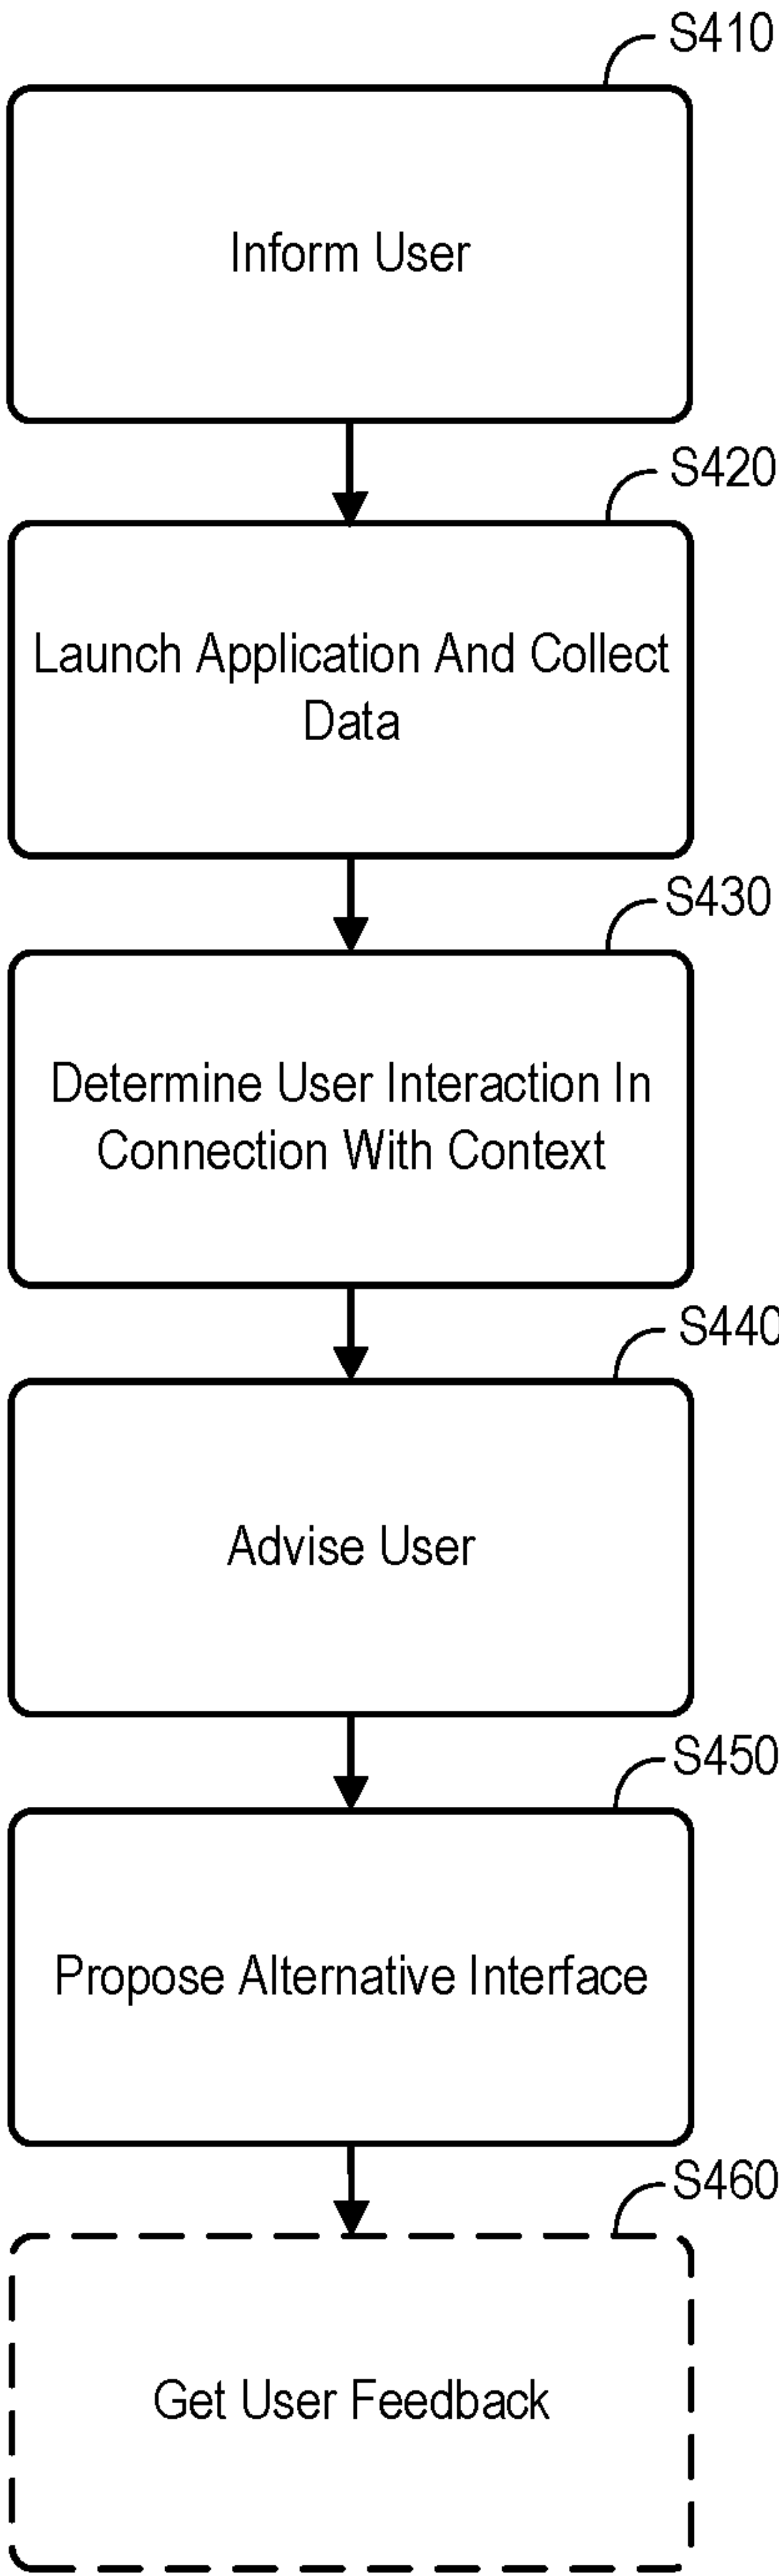 S410
Inform User
S420
Launch Application And Collect
Data
S430
Determine User Interaction In
Connection With Context
S440
Advise User
S450
Propose Alternative Interface
S460
Get User Feedback